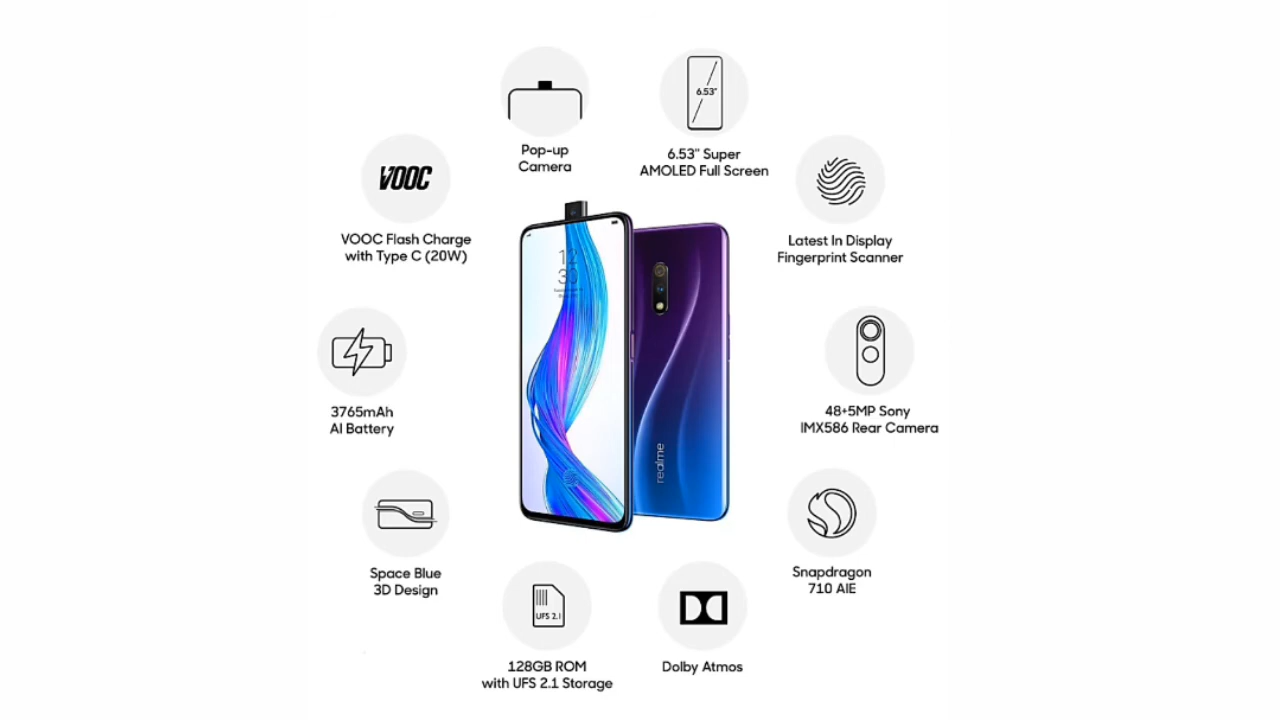 6.53"
Pop-up
Camera
6.53" Super
AMOLED Full Screen
VOOC
VOOC Flash Charge
with Type C (20W)
Latest In Display
Fingerprint Scanner
12
30
3765mAh
AI Battery
48+5MP Sony
IMX586 Rear Camera
realme
Space Blue
3D Design
Snapdragon
710 AIE
UFS 2.1
128GB ROM
with UFS 2.1 Storage
Dolby Atmos